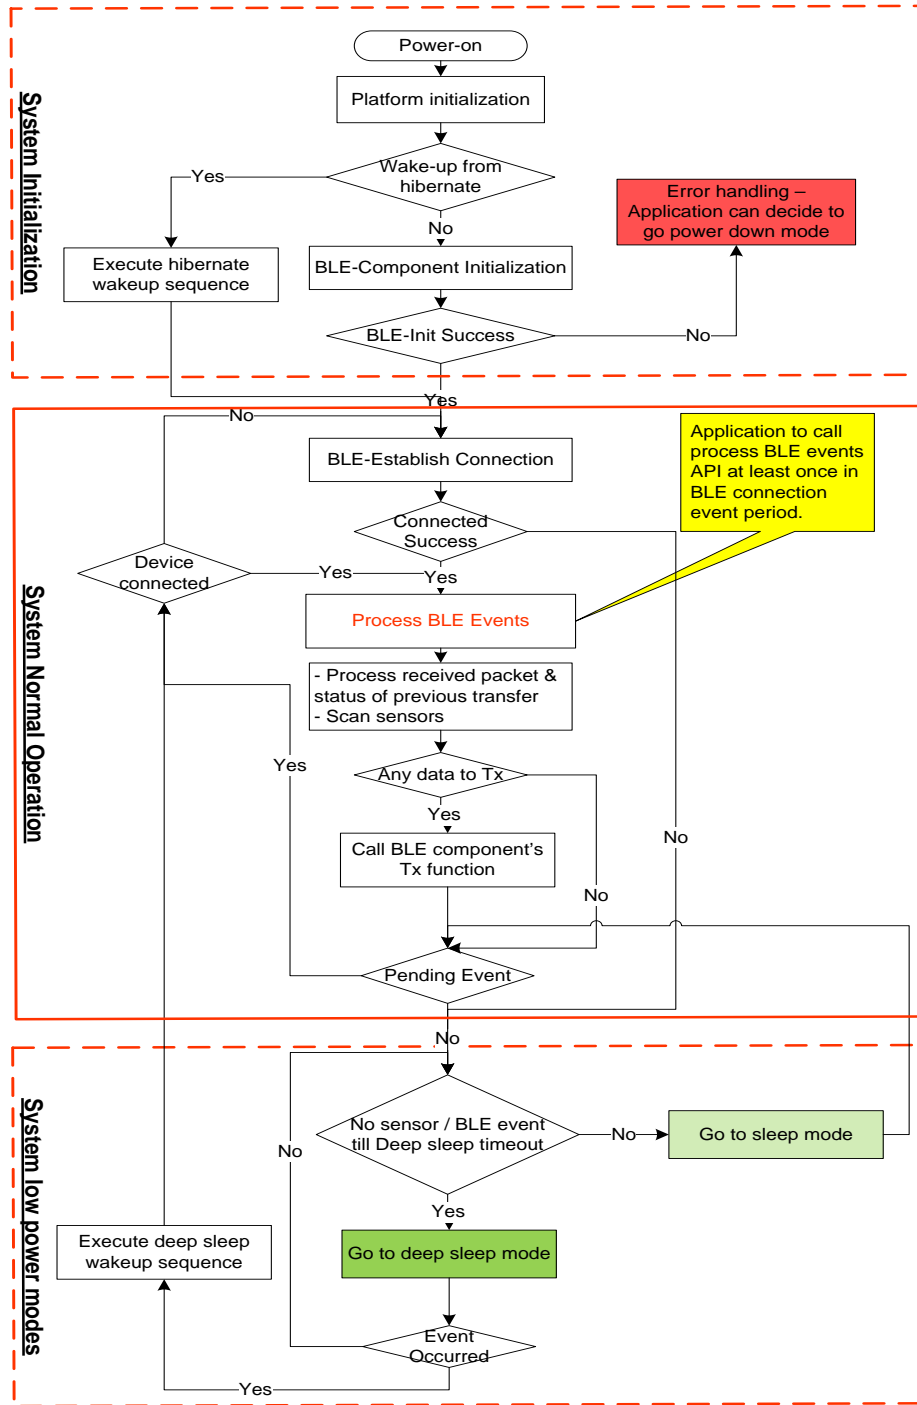 System Initialization
Power-on
Platform initialization
Wake-up from
hibernate
Yes
No
Error handling –
Application can decide to
go power down mode
Execute hibernate
wakeup sequence
BLE-Component Initialization
BLE-Init Success
No
Yes
System Normal Operation
No
BLE-Establish Connection
Application to call
process BLE events
API at least once in
BLE connection
event period.
Connected
Success
Device
connected
Yes
Yes
Process BLE Events
- Process received packet &
status of previous transfer
- Scan sensors
Yes
Any data to Tx
Yes
No
Call BLE component's
Tx function
No
Pending Event
No
System low power modes
No sensor / BLE event
till Deep sleep timeout
No
Go to sleep mode
No
Yes
Execute deep sleep
wakeup sequence
Go to deep sleep mode
Event
Occurred
Yes